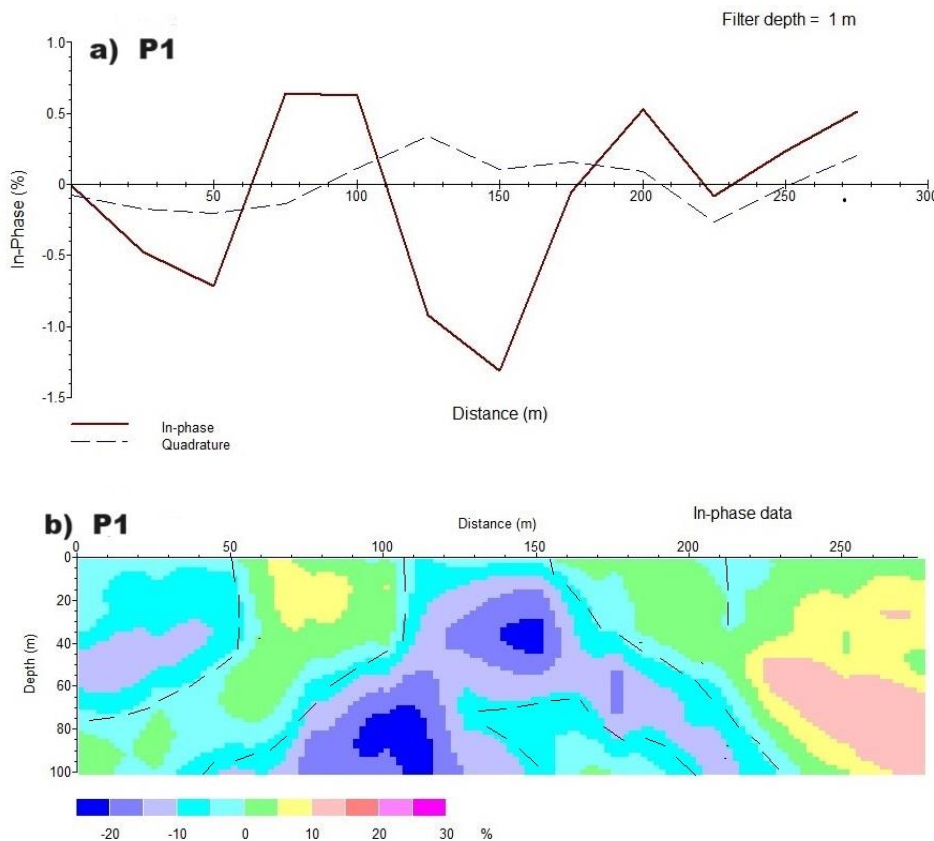 Filter depth = 1 m
a) P1
1.0
0.5
0
-0.5
-1.0
-1.5
In-Phase (%)
50 100 150 200 250 300
Distance (m)
In-phase
Quadrature
b) P1
Distance (m)
In-phase data
0 50 100 150 200 250
0
20
40
60
80
100
Depth (m)
-20 -10 0 10 20 30 %